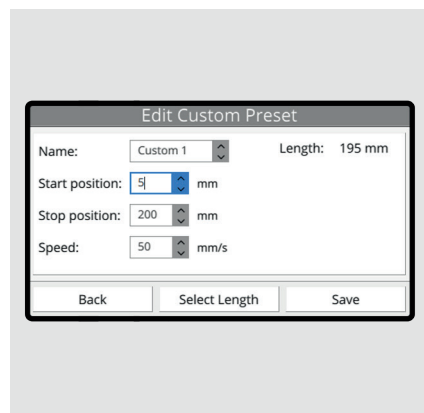 Edit Custom Preset
Name: Custom 1 Length: 195 mm
Start position: 5 mm
Stop position: 200 mm
Speed: 50 mm/s
Back Select Length Save